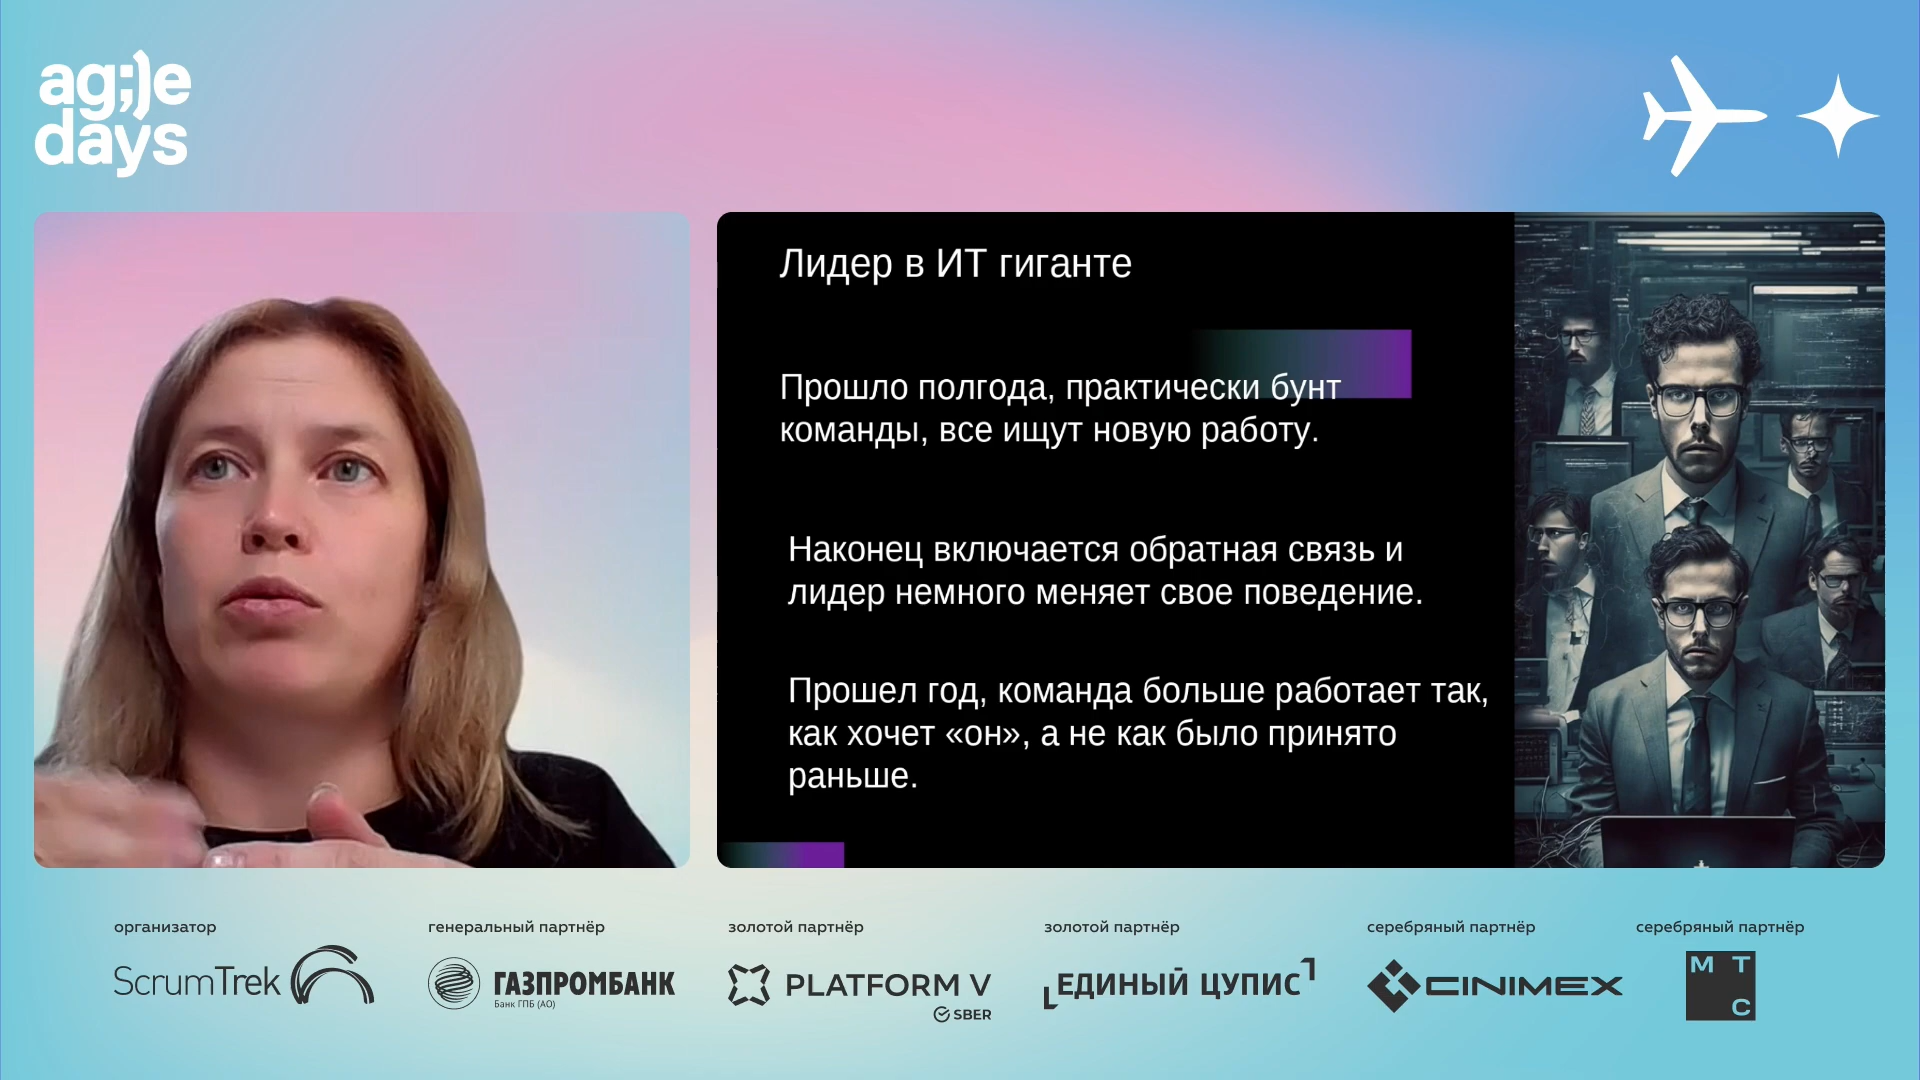 ag;le
days
Лидер в ИТ гиганте
Прошло полгода, практически бунт
команды, все ищут новую работу.
Наконец включается обратная связь и
лидер немного меняет свое поведение.
Прошел год, команда больше работает так,
как хочет «он», а не как было принято
раньше.
организатор
ScrumTrek
генеральный партнёр
ГАЗПРОМБАНК
Банк ГПБ (АО)
золотой партнёр
PLATFORM V
SBER
золотой партнёр
ЕДИНЫЙ ЦУПИС
серебряный партнёр
CINIMEX
серебряный партнёр
М Т
С